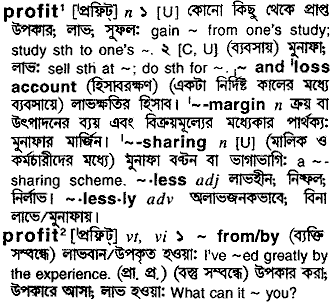 profit¹ ['প্রফিট্] n ১ [U] কোনো কিছু থেকে প্রাপ্ত
উপকার; লাভ; সুফল: gain ~ from one's study;
study sth to one's ~. ২ [C, U] (ব্যবসায়) মুনাফা;
লাভ: sell sth at ~; do sth for ~. ~ and 'loss
account (হিসাবরক্ষণ) (একটা নির্দিষ্ট কালের মধ্যে
ব্যবসায়ে) লাভক্ষতির হিসাব। '~-margin n ক্রয় বা
উৎপাদনের ব্যয় এবং বিক্রয়মূল্যের মধ্যেকার পার্থক্য;
মুনাফার মার্জিন। '~-sharing n [U] (মালিক ও
কর্মচারীদের মধ্যে) মুনাফা বণ্টন বা ভাগাভাগি: a ~-
sharing scheme. ~·less adj লাভহীন; নিষ্ফল;
নির্লাভ। ~·less·ly adv অলাভজনকভাবে; বিনা
লাভে/মুনাফায়।
profit² ['প্রফিট্] vt, vi ১ ~ from/by (ব্যক্তি
সম্বন্ধে) লাভবান/উপকৃত হওয়া: I've ~ed greatly by
the experience. (প্রা. প্র.) (বস্তু সম্বন্ধে) উপকার করা;
উপকারে আসা; লাভ হওয়া: What can it ~ you?